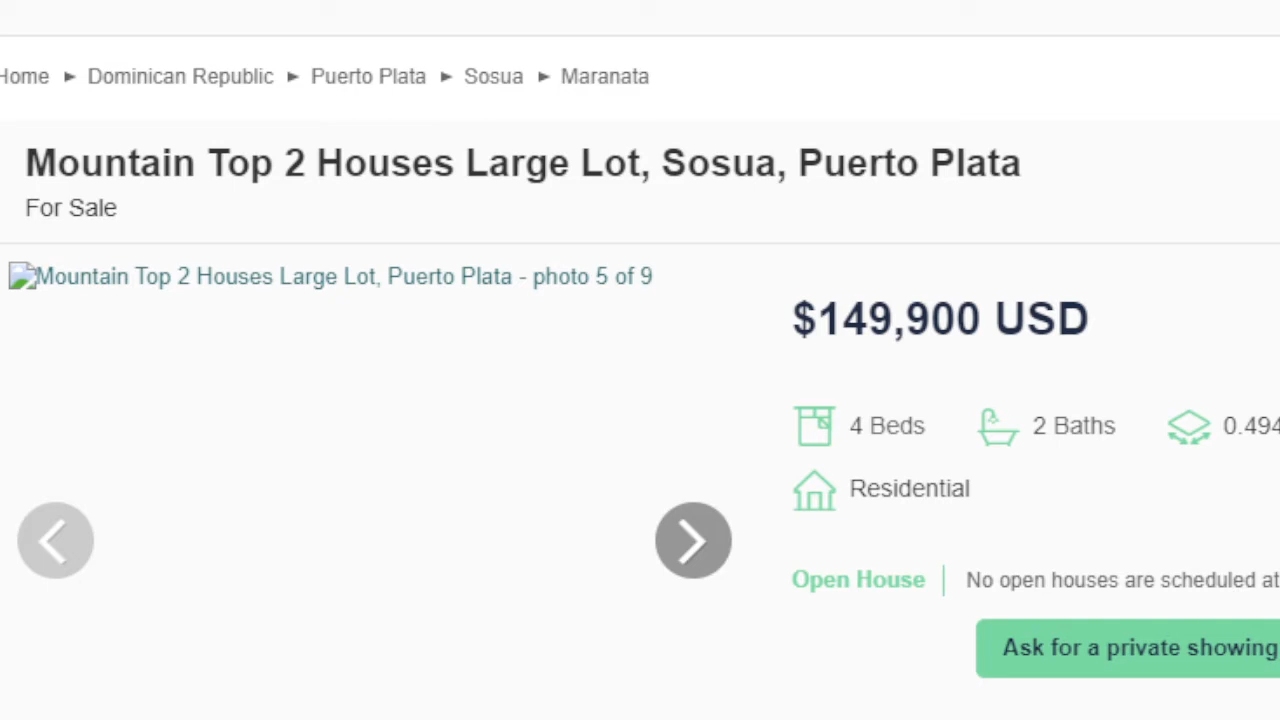 Home ► Dominican Republic ► Puerto Plata ► Sosua ► Maranata
Mountain Top 2 Houses Large Lot, Sosua, Puerto Plata
For Sale
Mountain Top 2 Houses Large Lot, Puerto Plata - photo 5 of 9
$149,900 USD
4 Beds 2 Baths 0.494
Residential
Open House No open houses are scheduled at
Ask for a private showing